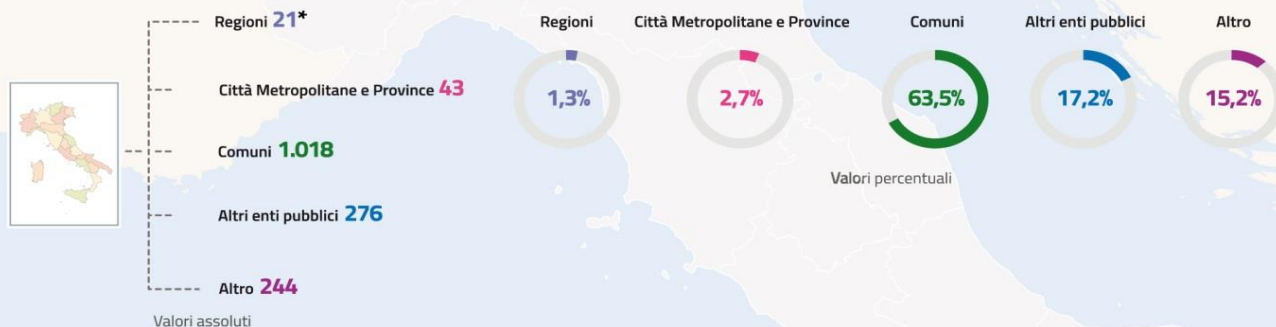 Regioni 21*
Città Metropolitane e Province 43
Comuni 1.018
Altri enti pubblici 276
Altro 244
Valori assoluti
Regioni
1,3%
Città Metropolitane e Province
2,7%
Comuni
63,5%
Altri enti pubblici
17,2%
Altro
15,2%
Valori percentuali